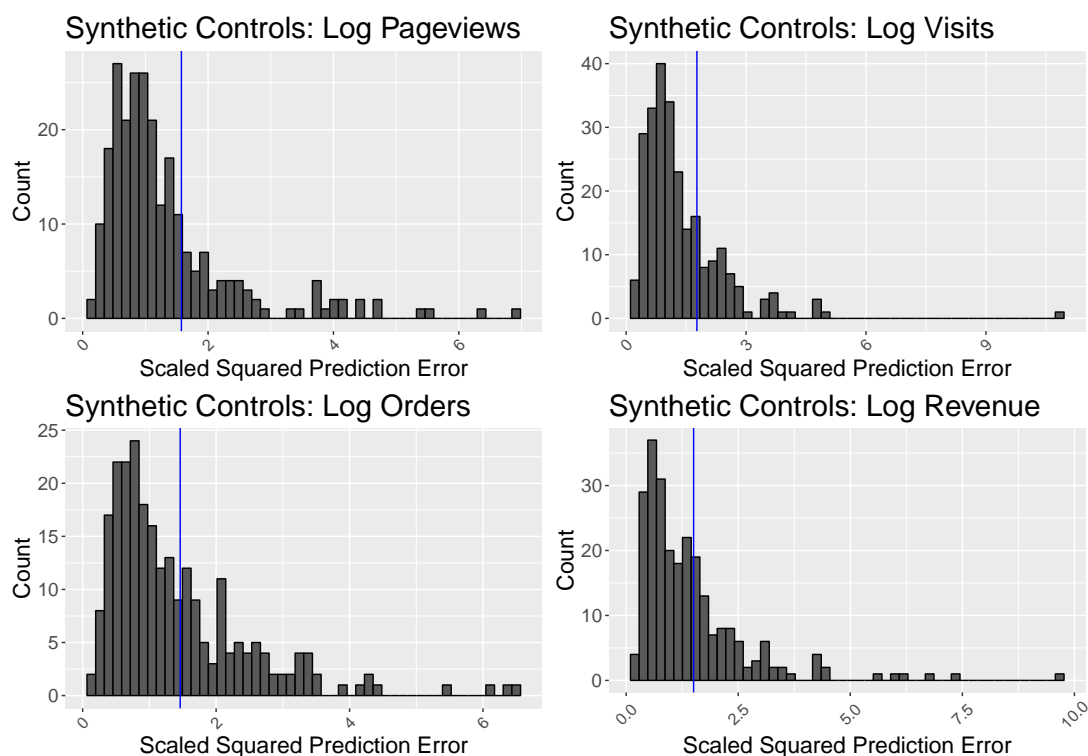 Synthetic Controls: Log Pageviews
Count
20
10
0
0
2
4
6
Scaled Squared Prediction Error
Synthetic Controls: Log Visits
Count
40
30
20
10
0
0
3
6
9
Scaled Squared Prediction Error
Synthetic Controls: Log Orders
Count
25
20
15
10
5
0
0
2
4
6
Scaled Squared Prediction Error
Synthetic Controls: Log Revenue
Count
30
20
10
0
0.0
2.5
5.0
7.5
10.0
Scaled Squared Prediction Error